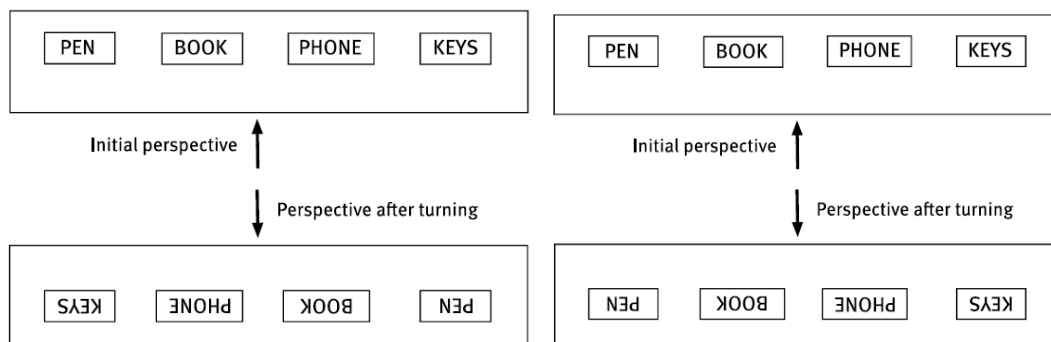 PEN BOOK PHONE KEYS
Initial perspective
Perspective after turning
KEYS PHONE BOOK PEN
PEN BOOK PHONE KEYS
Initial perspective
Perspective after turning
PEN BOOK PHONE KEYS